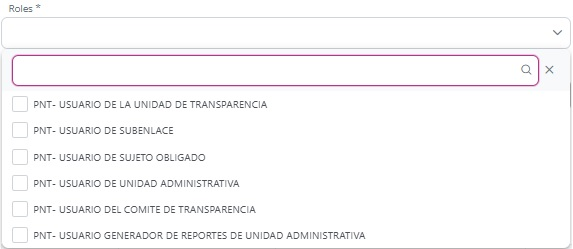 Roles *
PNT- USUARIO DE LA UNIDAD DE TRANSPARENCIA
PNT- USUARIO DE SUBENLACE
PNT- USUARIO DE SUJETO OBLIGADO
PNT- USUARIO DE UNIDAD ADMINISTRATIVA
PNT- USUARIO DEL COMITE DE TRANSPARENCIA
PNT- USUARIO GENERADOR DE REPORTES DE UNIDAD ADMINISTRATIVA